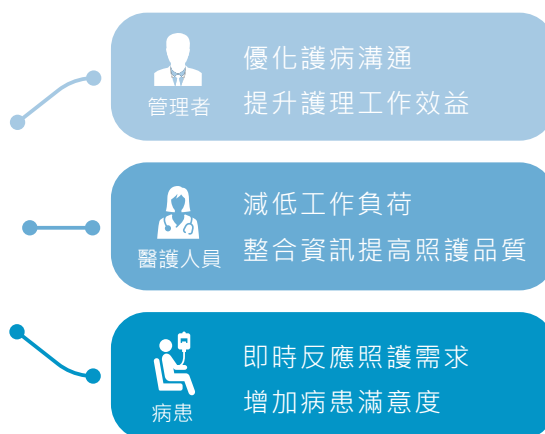 優化護病溝通
提升護理工作效益
管理者
減低工作負荷
整合資訊提高照護品質
醫護人員
即時反應照護需求
增加病患滿意度
病患